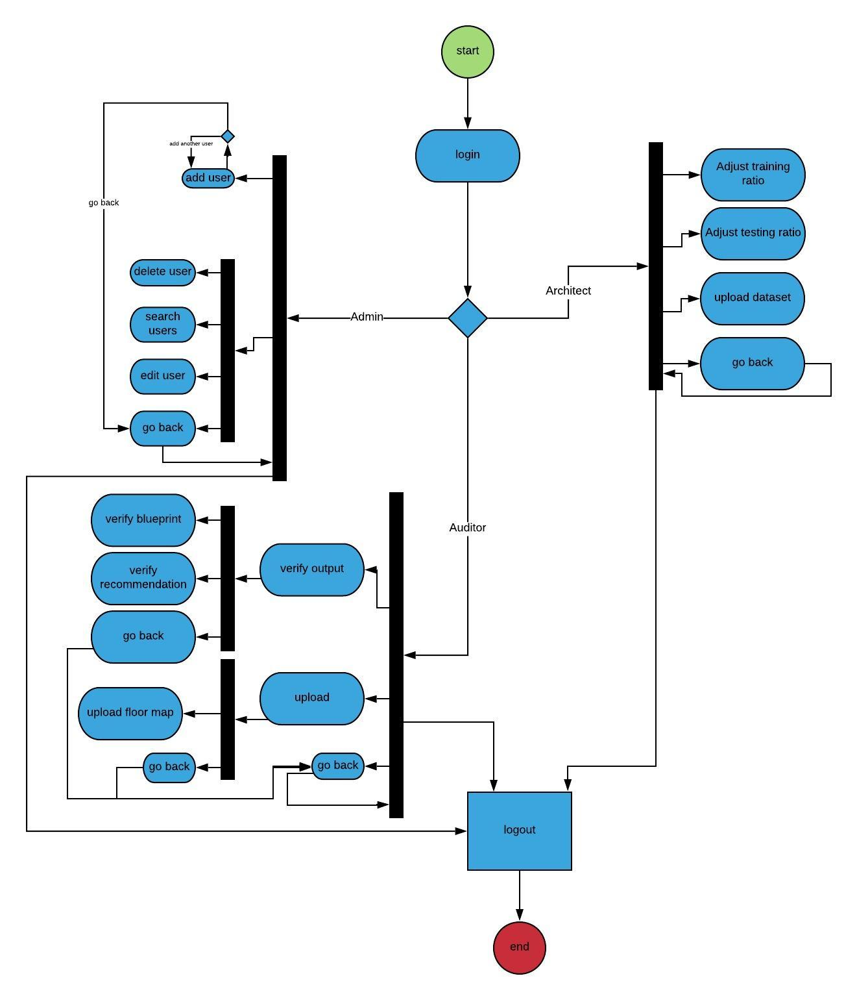 start
login
add another user
add user
go back
delete user
search
users
edit user
go back
Admin
Architect
Adjust training
ratio
Adjust testing ratio
upload dataset
go back
Auditor
verify blueprint
verify output
verify
recommendation
go back
upload
upload floor map
go back
go back
logout
end